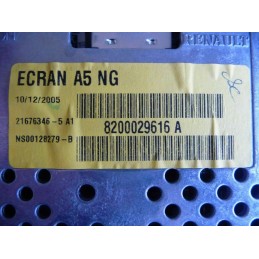 RENAULT
ECRAN A5 NG
10/12/2005
21676346-5 A1
8200029616 A
NS00128279-B